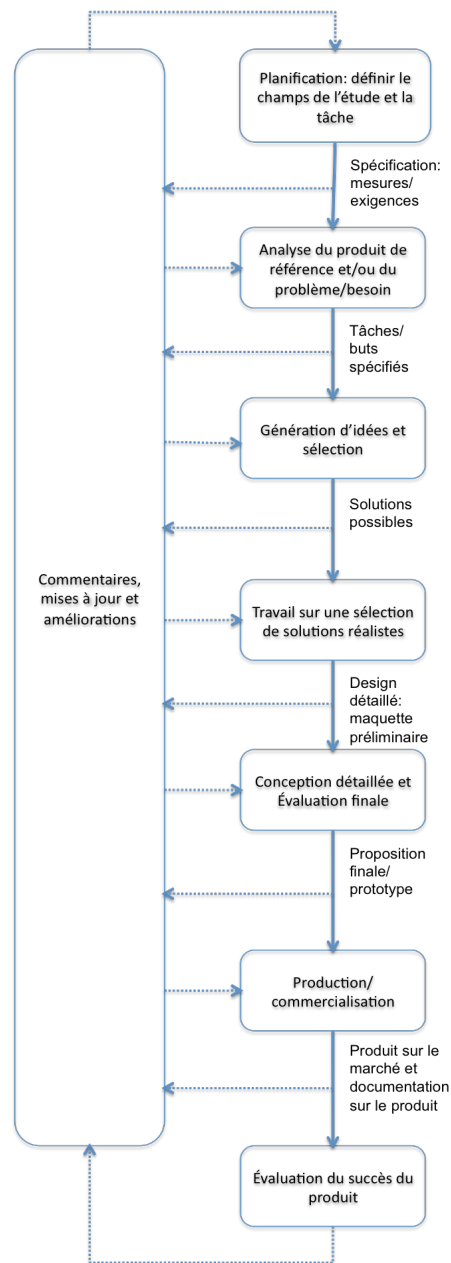 Planification: définir le
champs de l'étude et la
tâche
Spécification:
mesures/
exigences
Analyse du produit de
référence et/ou du
problème/besoin
Tâches/
buts
spécifiés
Génération d'idées et
sélection
Solutions
possibles
Commentaires,
mises à jour et
améliorations
Travail sur une sélection
de solutions réalistes
Design
détaillé:
maquette
préliminaire
Conception détaillée et
Évaluation finale
Proposition
finale/
prototype
Production/
commercialisation
Produit sur le
marché et
documentation
sur le produit
Évaluation du succès du
produit